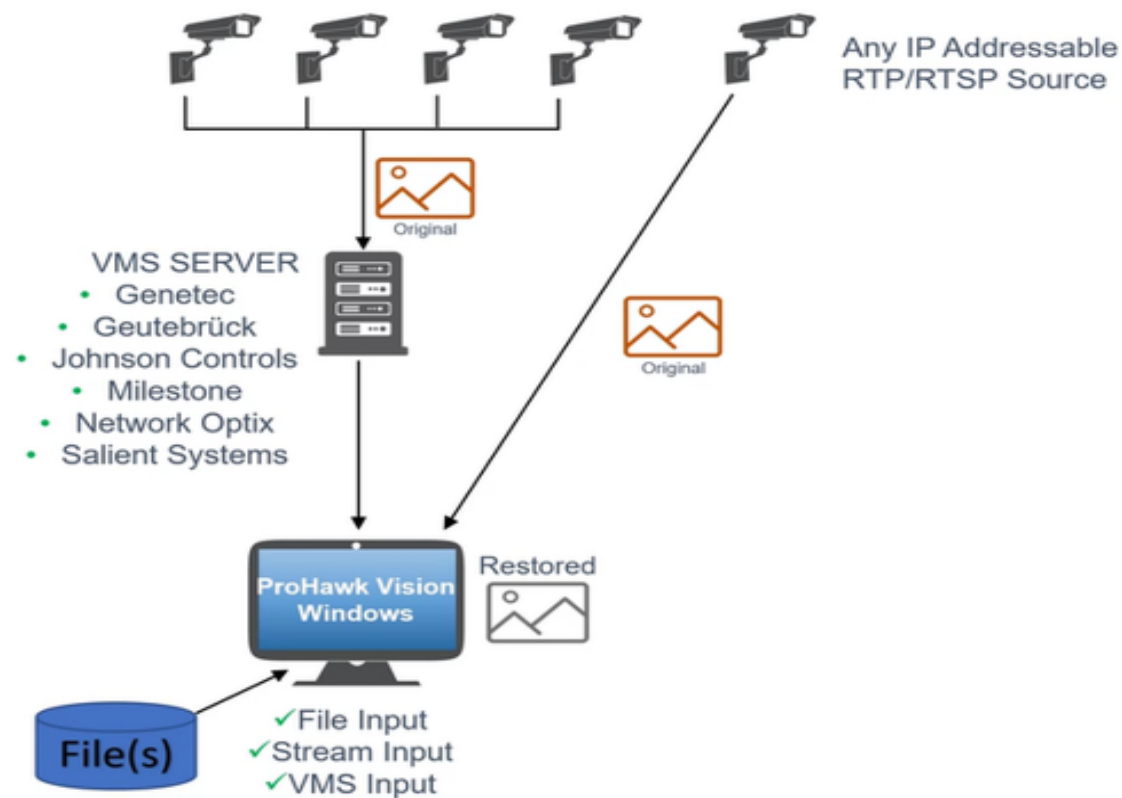 Any IP Addressable
RTP/RTSP Source
Original
VMS SERVER
• Genetec
• Geutebrück
• Johnson Controls
• Milestone
• Network Optix
• Salient Systems
Original
ProHawk Vision
Windows
Restored
File(s)
✓File Input
✓Stream Input
✓VMS Input